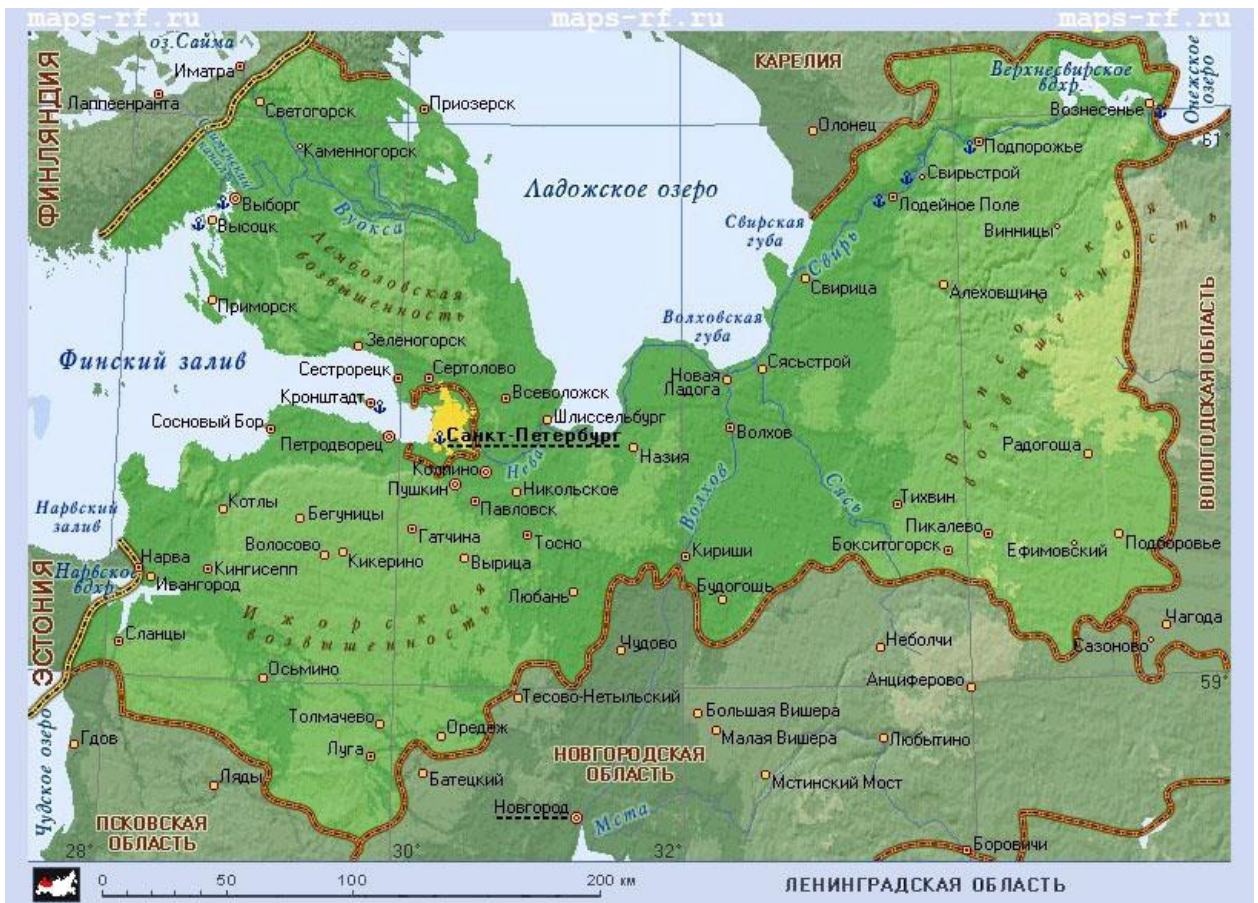 maps-rf.ru
maps-rf.ru
maps-rf.ru
оз.Сайма
Иматра
Лаппеенранта
ФИНЛЯНДИЯ
Светогорск
Каменногорск
Приозерск
КАРЕЛИЯ
Олонец
Верхнесвирское
вдхр.
Вознесенье
Онежское
озеро
61°
Подпорожье
Свирьстрой
Лодейное Поле
Винницы
Ладожское озеро
Выборг
Высоцк
Вуокса
Лемболовская
возвышенность
Свирская
губа
Свирь
Свирица
Алеховщина
Вепсовская
возвышенность
ВОЛОГОДСКАЯ ОБЛАСТЬ
Приморск
Зеленогорск
Волховская
губа
Финский залив
Сестрорецк
Сертолово
Кронштадт
Всеволожск
Новая
Ладога
Сясьстрой
Сосновый Бор
Шлиссельбург
Петродворец
Санкт-Петербург
Волхов
Нева
Назия
Радогоща
Колпино
Пушкин
Никольское
Павловск
Волхов
Сясь
Тихвин
Нарвский
залив
Котлы
Бегуницы
Гатчина
Тосно
Пикалево
Волосово
Кикерино
Вырица
Кириши
Бокситогорск
Ефимовский
Подборовье
Нарва
Нарвское
вдхр.
Ивангород
Кингисепп
Любань
Будогощь
Ижорская
возвышенность
ЭСТОНИЯ
Сланцы
Чудово
Неболчи
Чагода
Сазоново
Осьмино
Анциферово
59°
Тесово-Нетыльский
Толмачево
Оредеж
Большая Вишера
Малая Вишера
Любытино
Гдов
Луга
НОВГОРОДСКАЯ
ОБЛАСТЬ
Чудское озеро
Ляды
Батецкий
Мстинский Мост
Новгород
Мста
ПСКОВСКАЯ
ОБЛАСТЬ
Боровичи
28°
30°
32°
0 50 100 200 км
ЛЕНИНГРАДСКАЯ ОБЛАСТЬ